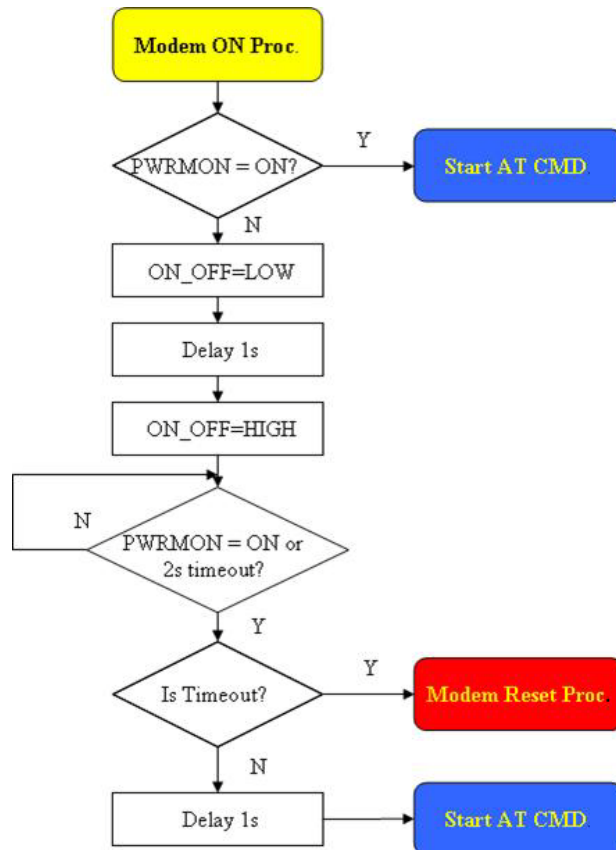 Modem ON Proc.
PWRMON = ON?
Y
Start AT CMD.
N
ON_OFF=LOW
Delay 1s
ON_OFF=HIGH
N
PWRMON = ON or
2s timeout?
Y
Is Timeout?
Y
Modem Reset Proc.
N
Delay 1s
Start AT CMD.